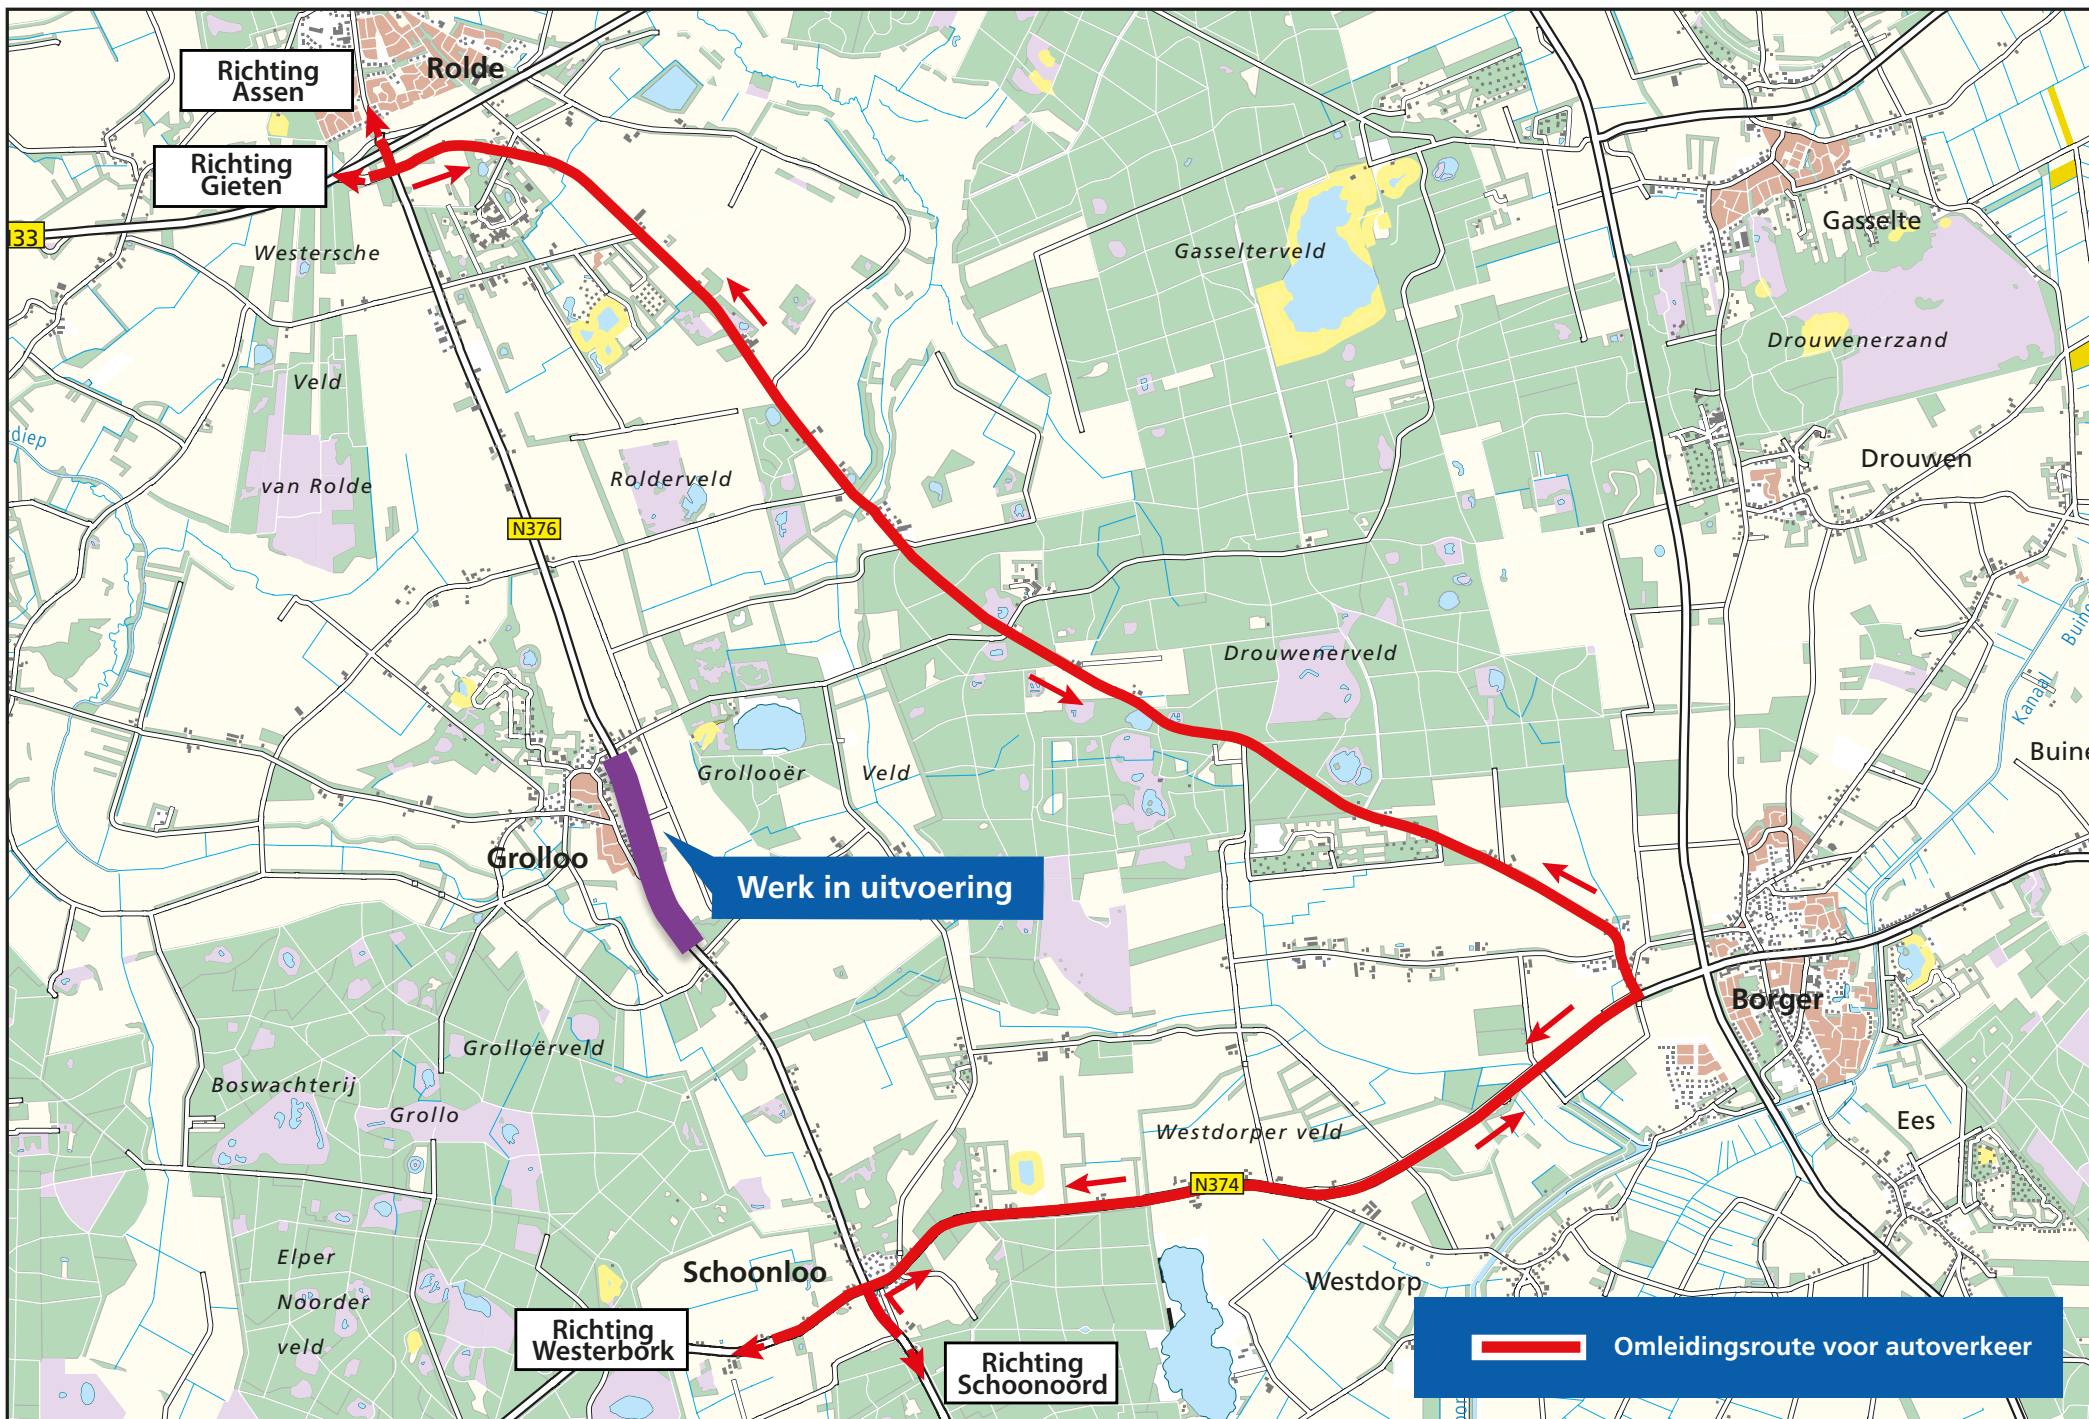 Richting
Assen
Rolde
Richting
Gieten
Westersche
Gasselterveld
Gasselte
Drouwenerzand
Veld
diep
van Rolde
Rolderveld
Drouwen
N376
Drouwenerveld
Kanaal
Grollooër
Veld
Grolloo
Werk in uitvoering
Borger
Grolloërveld
Boswachterij
Grollo
Westdorper veld
Ees
N374
Elper
Noorder
veld
Schoonloo
Westdorp
Richting
Westerbork
Richting
Schoonoord
Omleidingsroute voor autoverkeer